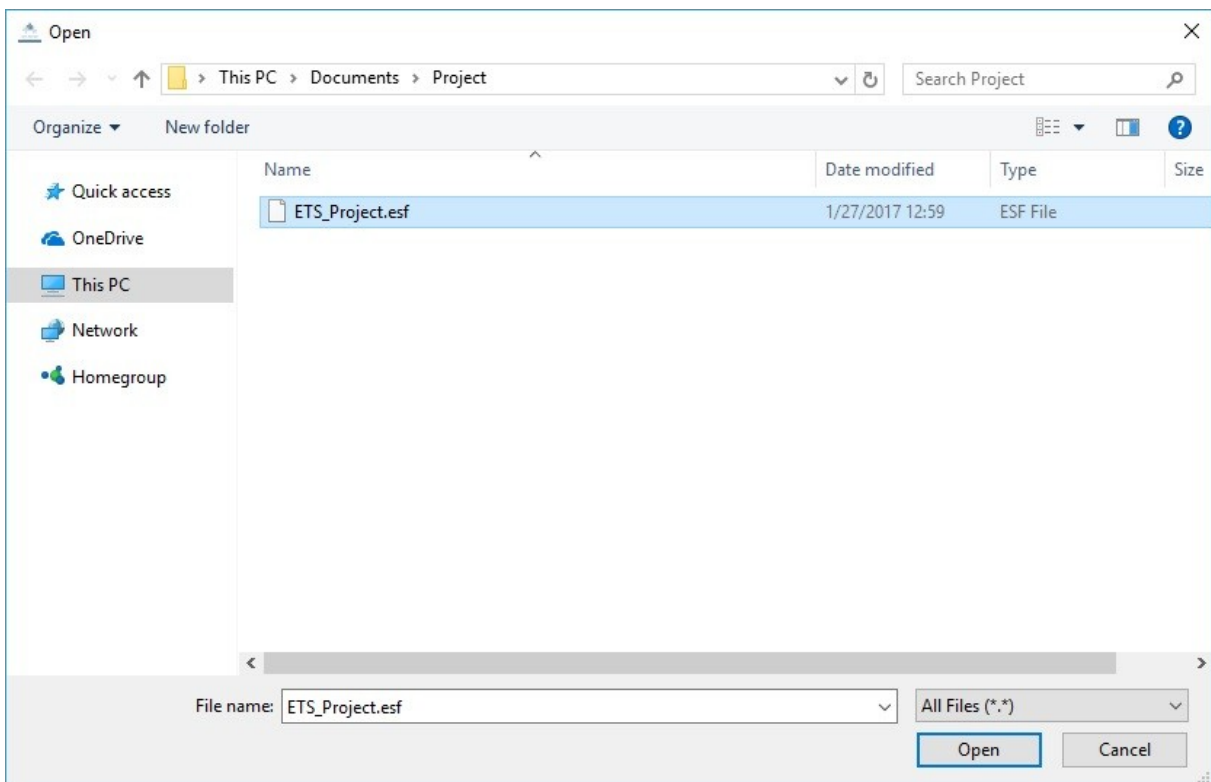 Open
This PC > Documents > Project
Search Project
Organize
New folder
Name
Date modified
Type
Size
Quick access
ETS_Project.esf
1/27/2017 12:59
ESF File
OneDrive
This PC
Network
Homegroup
File name: ETS_Project.esf
All Files (*.*)
Open
Cancel